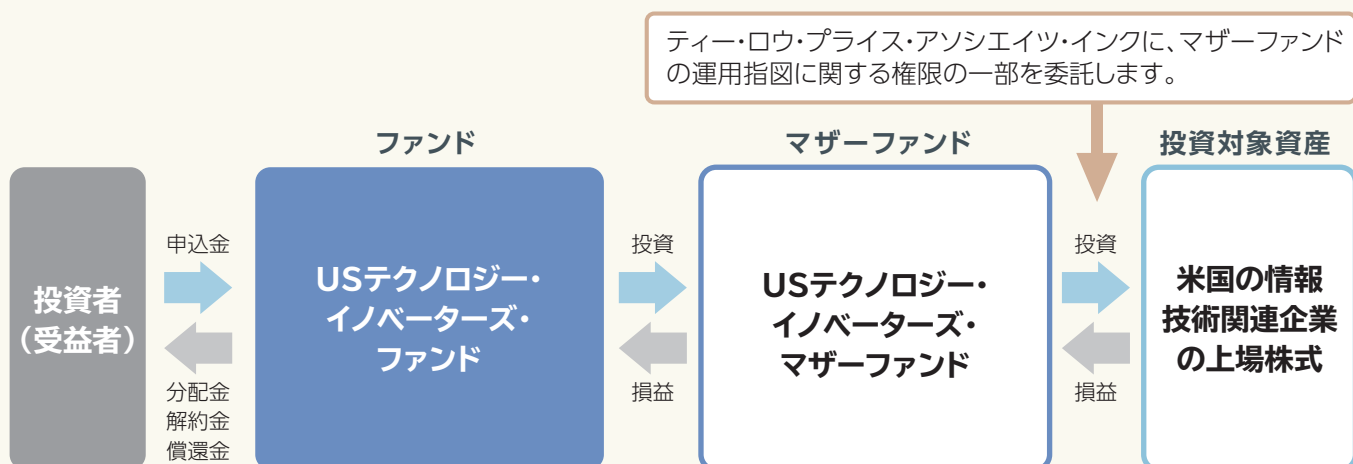 ティー・ロウ・プライス・アソシエイツ・インクに、マザーファンド
の運用指図に関する権限の一部を委託します。
ファンド
マザーファンド
投資対象資産
投資者
（受益者）
申込金
分配金
解約金
償還金
USテクノロジー・
イノベーターズ・
ファンド
投資
損益
USテクノロジー・
イノベーターズ・
マザーファンド
投資
損益
米国の情報
技術関連企業
の上場株式